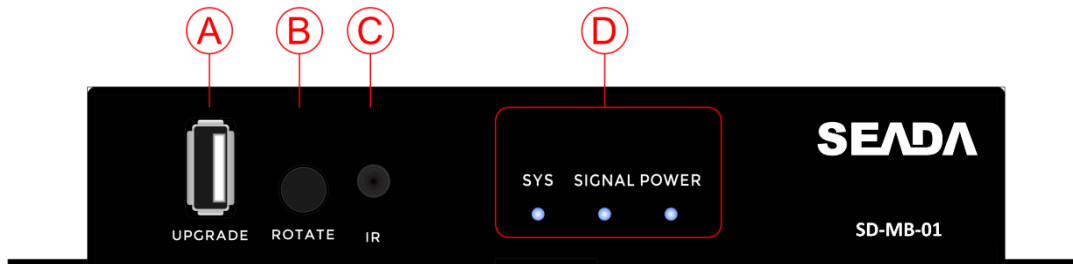 A B C D
SEADA
SYS SIGNAL POWER
UPGRADE ROTATE IR
SD-MB-01